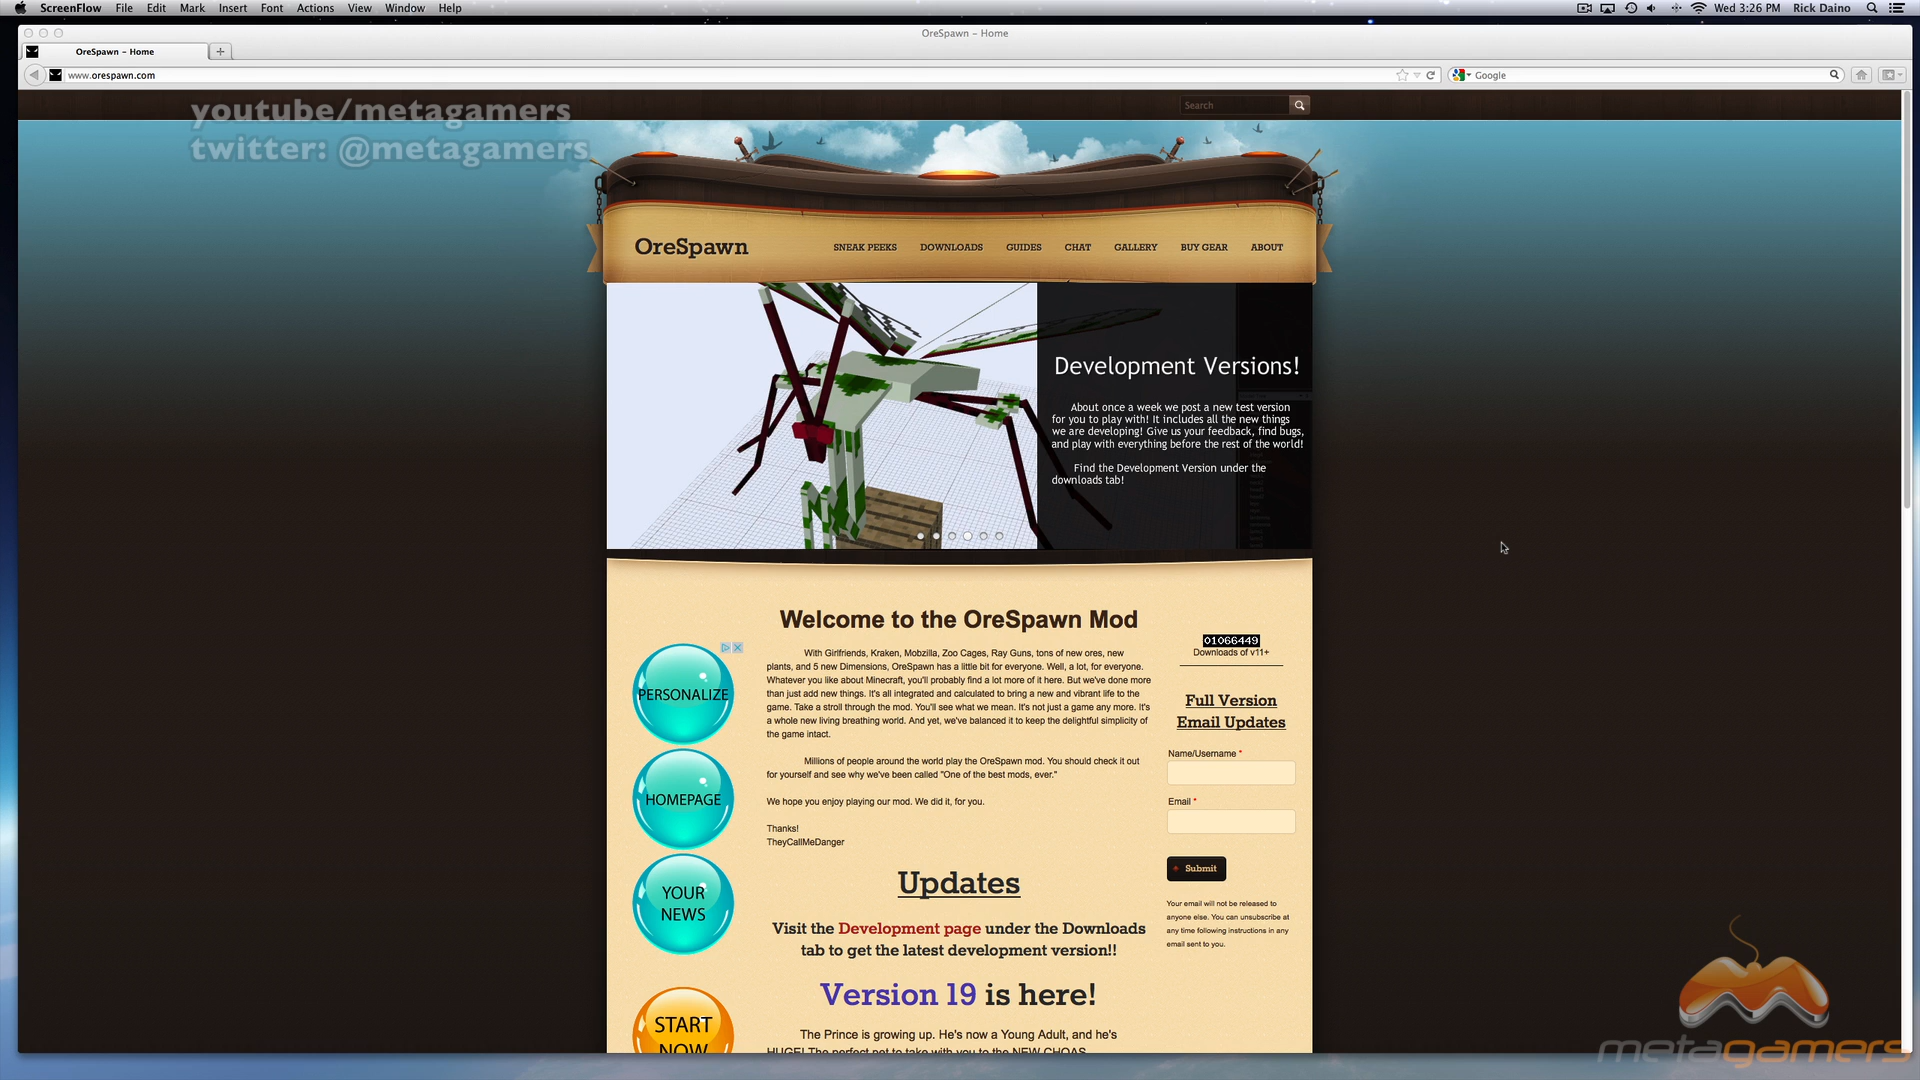 ScreenFlow File Edit Mark Insert Font Actions View Window Help
Wed 3:26 PM Rick Daino
OreSpawn – Home
OreSpawn – Home
www.orespawn.com
Google
youtube/metagamers
twitter: @metagamers
Search
OreSpawn
SNEAK PEEKS DOWNLOADS GUIDES CHAT GALLERY BUY GEAR ABOUT
Development Versions!
About once a week we post a new test version
for you to play with! It includes all the new things
we are developing! Give us your feedback, find bugs,
and play with everything before the rest of the world!
Find the Development Version under the
downloads tab!
Welcome to the OreSpawn Mod
With Girlfriends, Kraken, Mobzilla, Zoo Cages, Ray Guns, tons of new ores, new
plants, and 5 new Dimensions, OreSpawn has a little bit for everyone. Well, a lot, for everyone.
Whatever you like about Minecraft, you'll probably find a lot more of it here. But we've done more
than just add new things. It's all integrated and calculated to bring a new and vibrant life to the
game. Take a stroll through the mod. You'll see what we mean. It's not just a game any more. It's
a whole new living breathing world. And yet, we've balanced it to keep the delightful simplicity of
the game intact.
Millions of people around the world play the OreSpawn mod. You should check it out
for yourself and see why we've been called "One of the best mods, ever."
We hope you enjoy playing our mod. We did it, for you.
Thanks!
TheyCallMeDanger
Updates
Visit the Development page under the Downloads
tab to get the latest development version!!
Version 19 is here!
The Prince is growing up. He's now a Young Adult, and he's
HUGE! The perfect pet to take with you to the NEW CHOAS
PERSONALIZE
HOMEPAGE
YOUR
NEWS
START
NOW
01066449
Downloads of v11+
Full Version
Email Updates
Name/Username *
Email *
Submit
Your email will not be released to
anyone else. You can unsubscribe at
any time following instructions in any
email sent to you.
metagamers